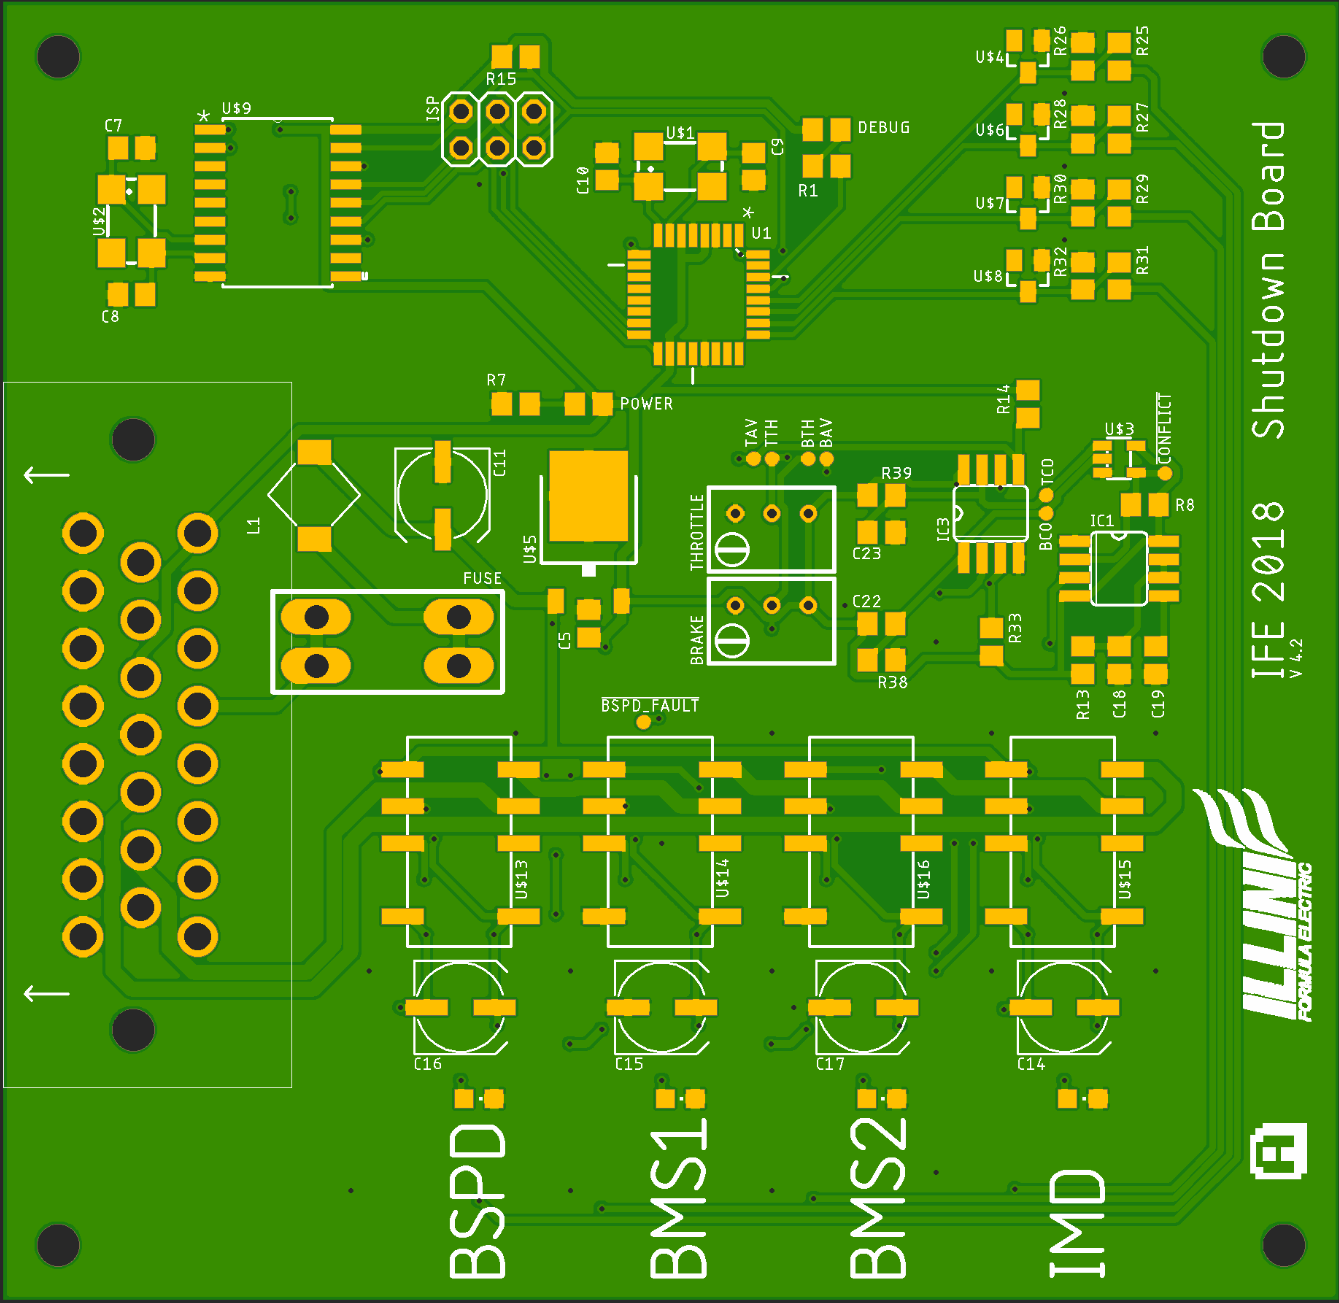 R15
ISP
U$9
*
C7
U$2
C8
U$1
C10
C9
DEBUG
R1
*
U1
U$4
R26
R25
U$6
R28
R27
U$7
R30
R29
U$8
R32
R31
Shutdown Board
R7
POWER
R14
CONFLICT
U$3
TAV
TTH
BTH
BAV
R39
TCO
BCO
R8
IC1
IC3
C11
L1
U$5
THROTTLE
C23
FUSE
C22
BRAKE
R38
C5
R33
R13
C18
C19
IFE 2018
V 4.2
BSPD_FAULT
U$13
U$14
U$16
U$15
ILLINI
FORMULA ELECTRIC
C16
C15
C17
C14
BSPD
BMS1
BMS2
IMD
H